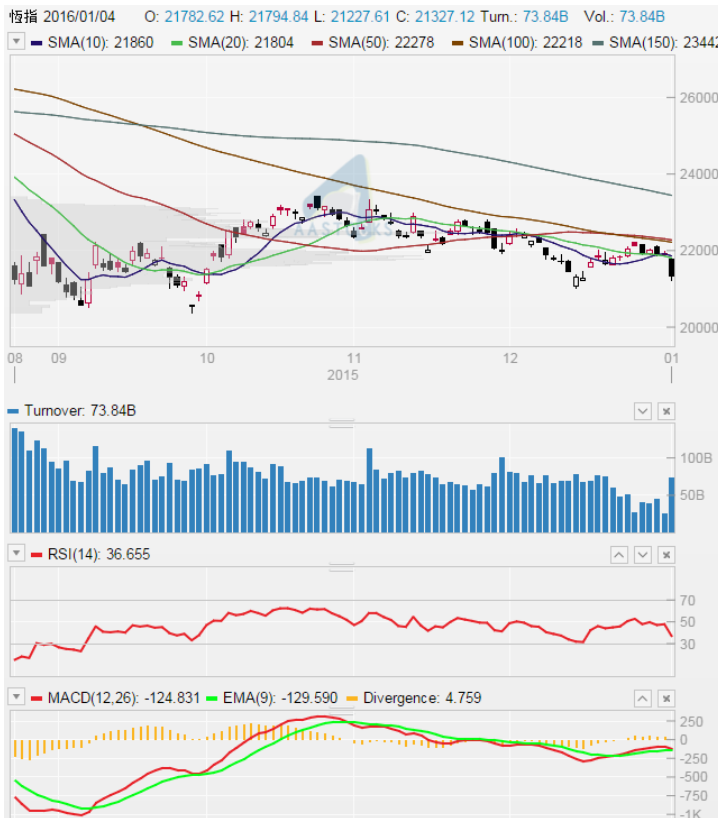 恆指 2016/01/04 O: 21782.62 H: 21794.84 L: 21227.61 C: 21327.12 Turn.: 73.84B Vol.: 73.84B
SMA(10): 21860 SMA(20): 21804 SMA(50): 22278 SMA(100): 22218 SMA(150): 23442
26000
24000
AASTOCKS
22000
20000
08 09 10 11 12 01
2015
Turnover: 73.84B
100B
50B
RSI(14): 36.655
70
50
30
MACD(12,26): -124.831 EMA(9): -129.590 Divergence: 4.759
250
0
-250
-500
-750
-1K